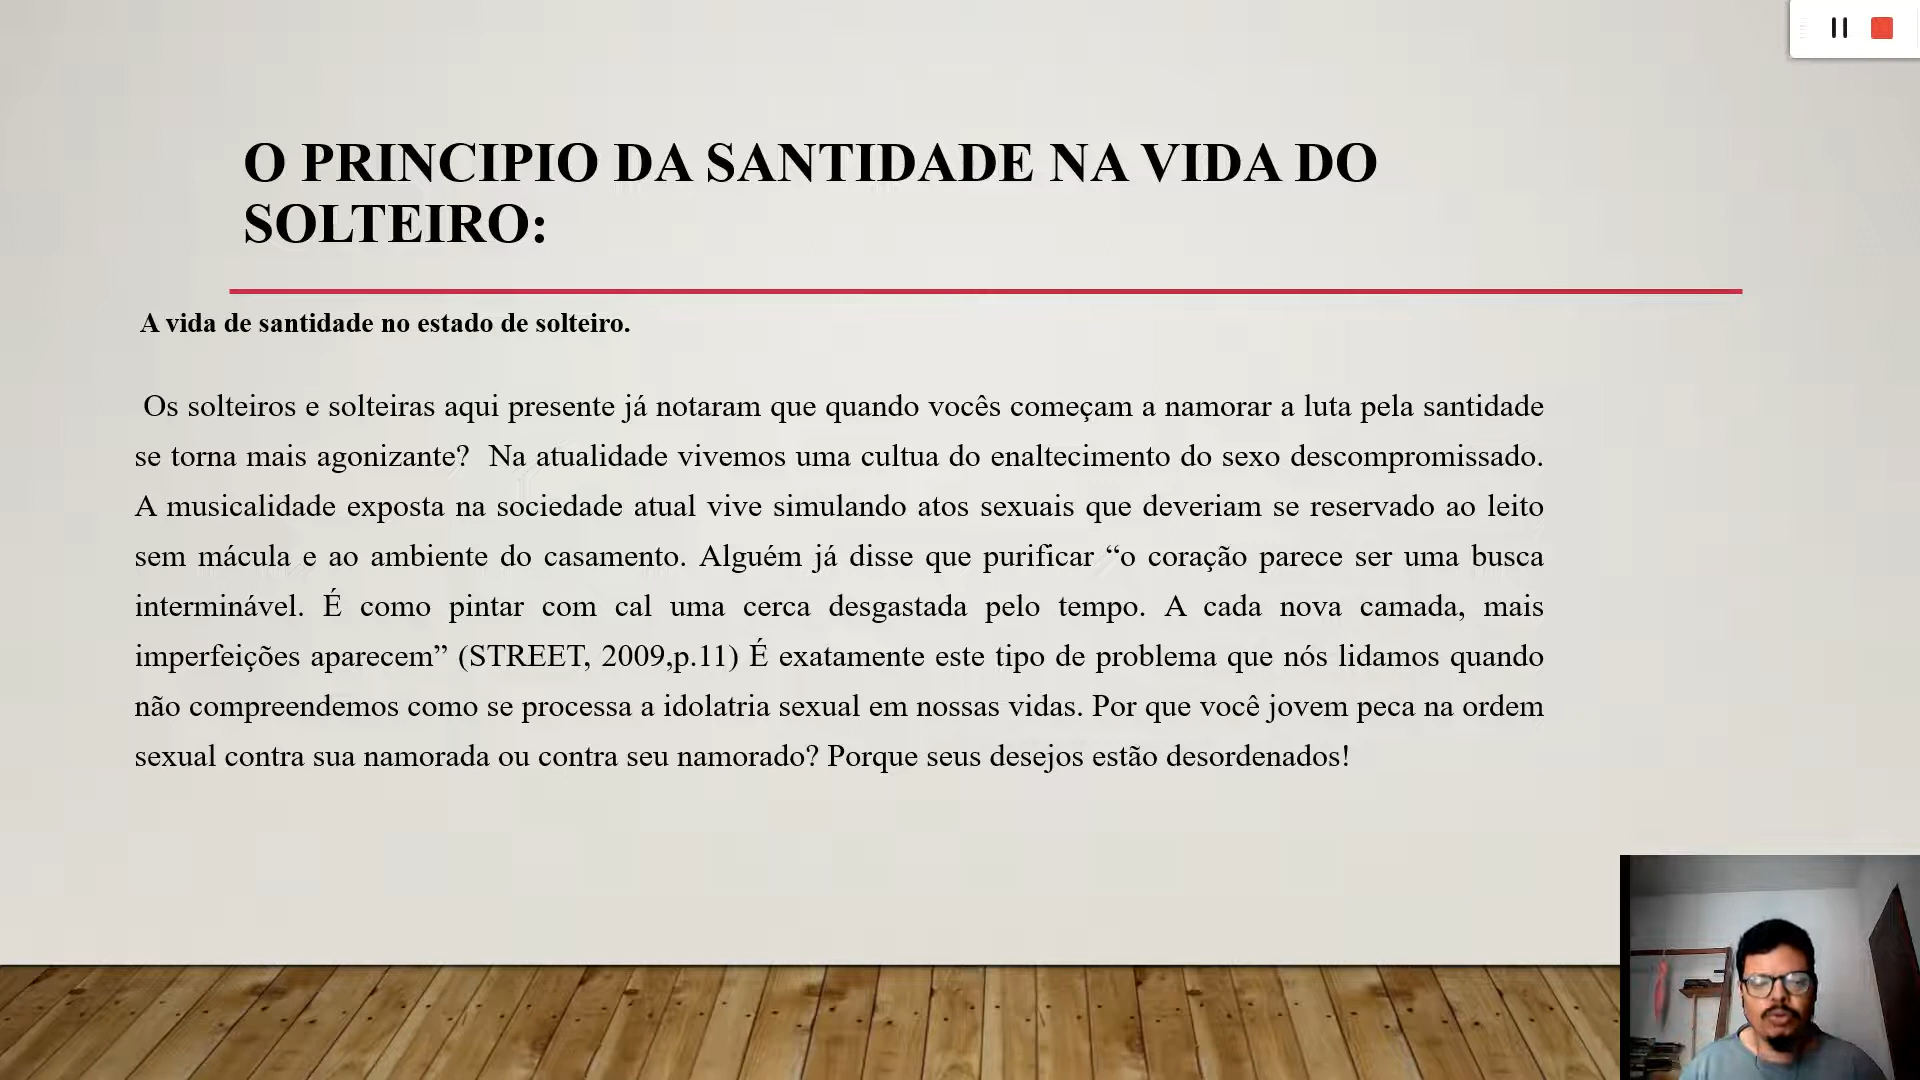 O PRINCIPIO DA SANTIDADE NA VIDA DO
SOLTEIRO:
A vida de santidade no estado de solteiro.
Os solteiros e solteiras aqui presente já notaram que quando vocês começam a namorar a luta pela santidade
se torna mais agonizante? Na atualidade vivemos uma cultua do enaltecimento do sexo descompromissado.
A musicalidade exposta na sociedade atual vive simulando atos sexuais que deveriam se reservado ao leito
sem mácula e ao ambiente do casamento. Alguém já disse que purificar “o coração parece ser uma busca
interminável. É como pintar com cal uma cerca desgastada pelo tempo. A cada nova camada, mais
imperfeições aparecem” (STREET, 2009,p.11) É exatamente este tipo de problema que nós lidamos quando
não compreendemos como se processa a idolatria sexual em nossas vidas. Por que você jovem peca na ordem
sexual contra sua namorada ou contra seu namorado? Porque seus desejos estão desordenados!